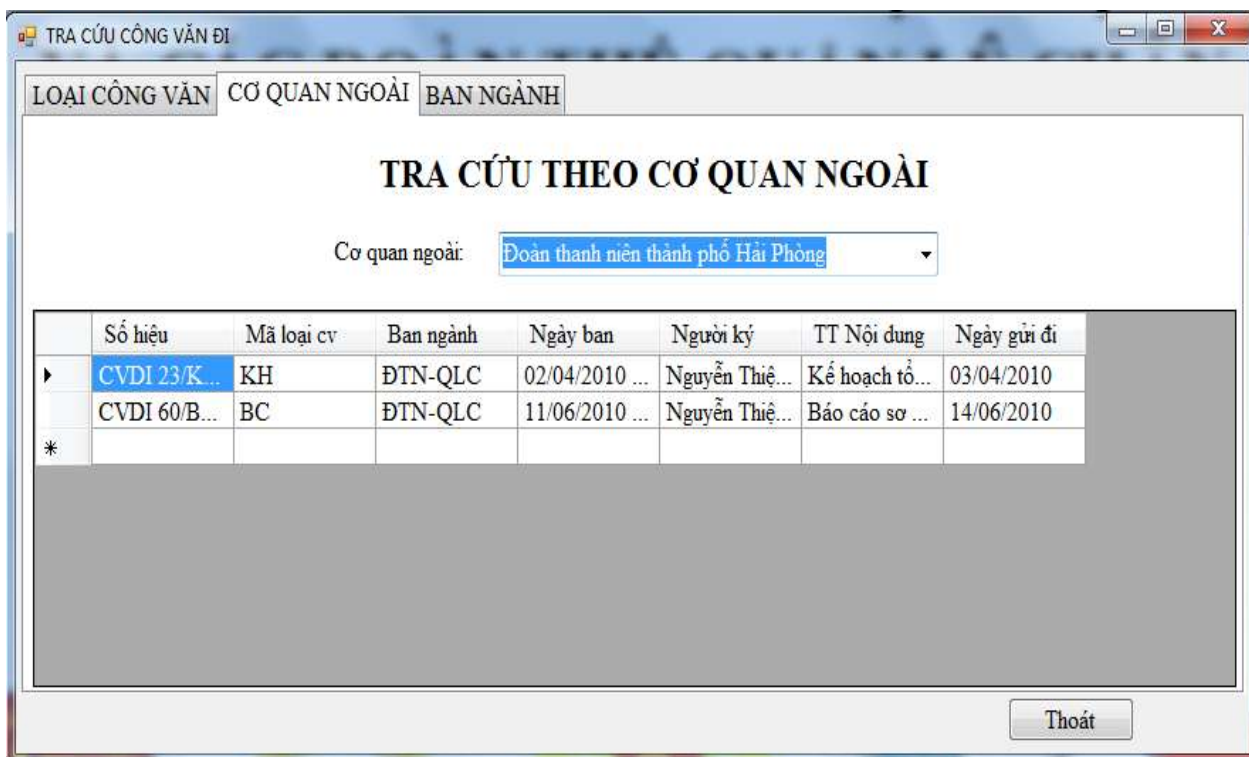 TRA CỨU CÔNG VĂN ĐI
LOẠI CÔNG VĂN CƠ QUAN NGOÀI BAN NGÀNH
TRA CỨU THEO CƠ QUAN NGOÀI
Cơ quan ngoài: Đoàn thanh niên thành phố Hải Phòng
Số hiệu Mã loại cv Ban ngành Ngày ban Người ký TT Nội dung Ngày gửi đi
CVDI 23/K... KH ĐTN-QLC 02/04/2010 ... Nguyễn Thiệ... Kế hoạch tổ... 03/04/2010
CVDI 60/B... BC ĐTN-QLC 11/06/2010 ... Nguyễn Thiệ... Báo cáo sơ ... 14/06/2010
Thoát